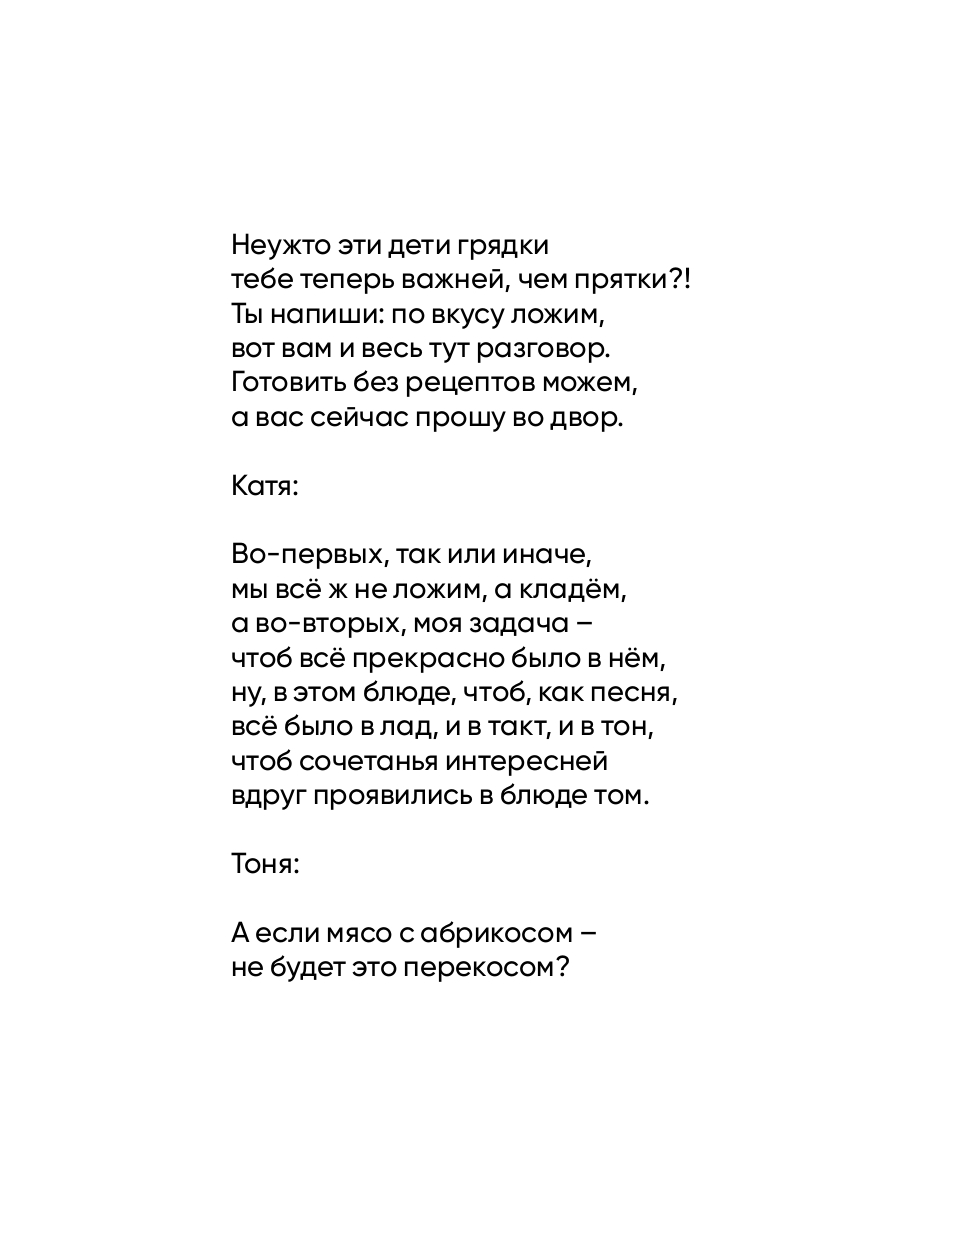 Неужто эти дети грядки
тебе теперь важней, чем прятки?!
Ты напиши: по вкусу ложим,
вот вам и весь тут разговор.
Готовить без рецептов можем,
а вас сейчас прошу во двор.
Катя:
Во-первых, так или иначе,
мы всё ж не ложим, а кладём,
а во-вторых, моя задача –
чтоб всё прекрасно было в нём,
ну, в этом блюде, чтоб, как песня,
всё было в лад, и в такт, и в тон,
чтоб сочетанья интересней
вдруг проявились в блюде том.
Тоня:
А если мясо с абрикосом –
не будет это перекосом?